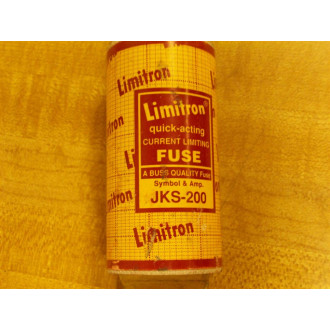 Limitron
Limitron®
quick-acting
CURRENT LIMITING
FUSE
A BUSS QUALITY FUSE
Symbol & Amp.
JKS-200
Limitron